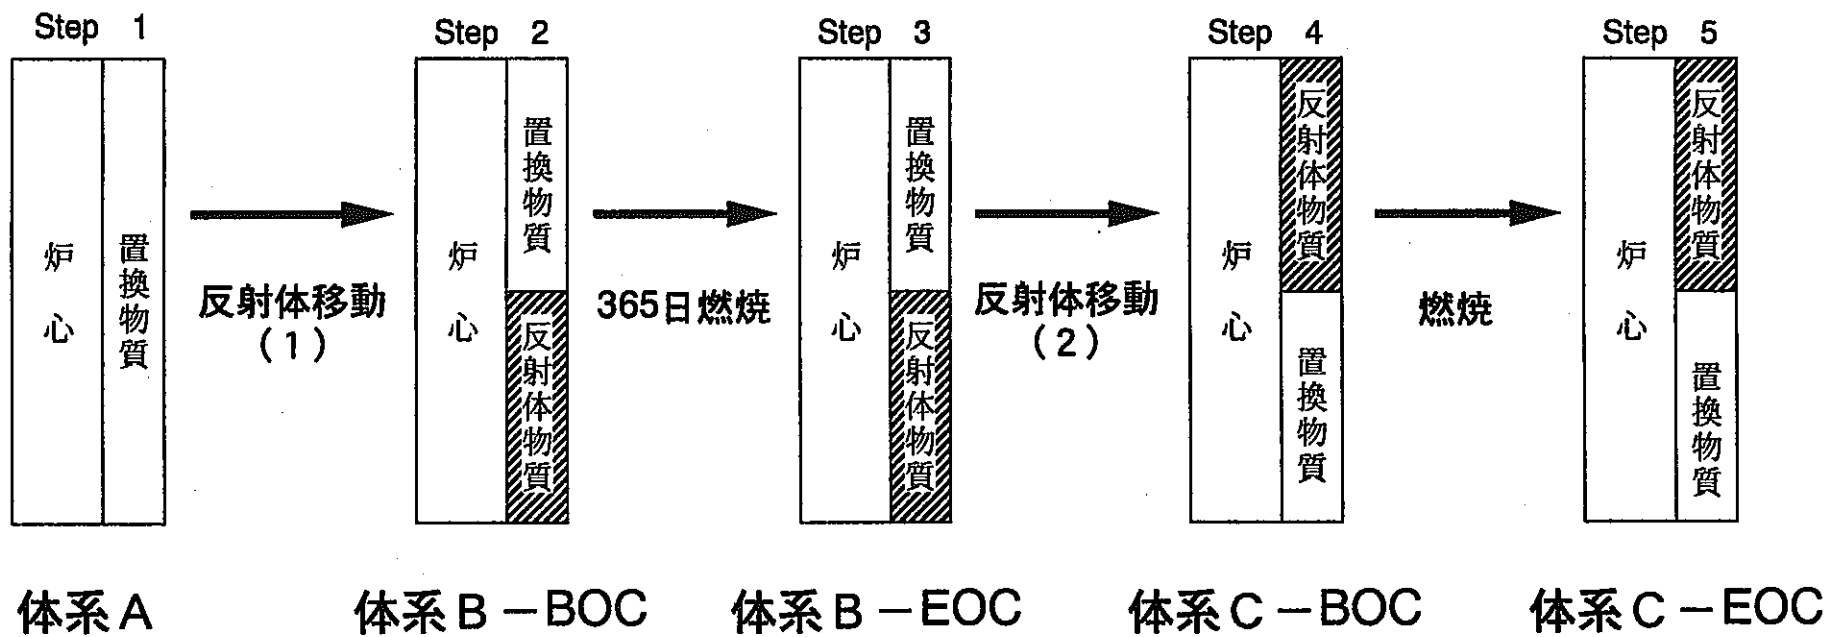 Step 1
Step 2
Step 3
Step 4
Step 5
炉心
置換物質
反射体移動
（1）
炉心
置換物質
反射体物質
365日燃焼
炉心
置換物質
反射体物質
反射体移動
（2）
炉心
反射体物質
置換物質
燃焼
炉心
反射体物質
置換物質
体系A
体系B－BOC
体系B－EOC
体系C－BOC
体系C－EOC